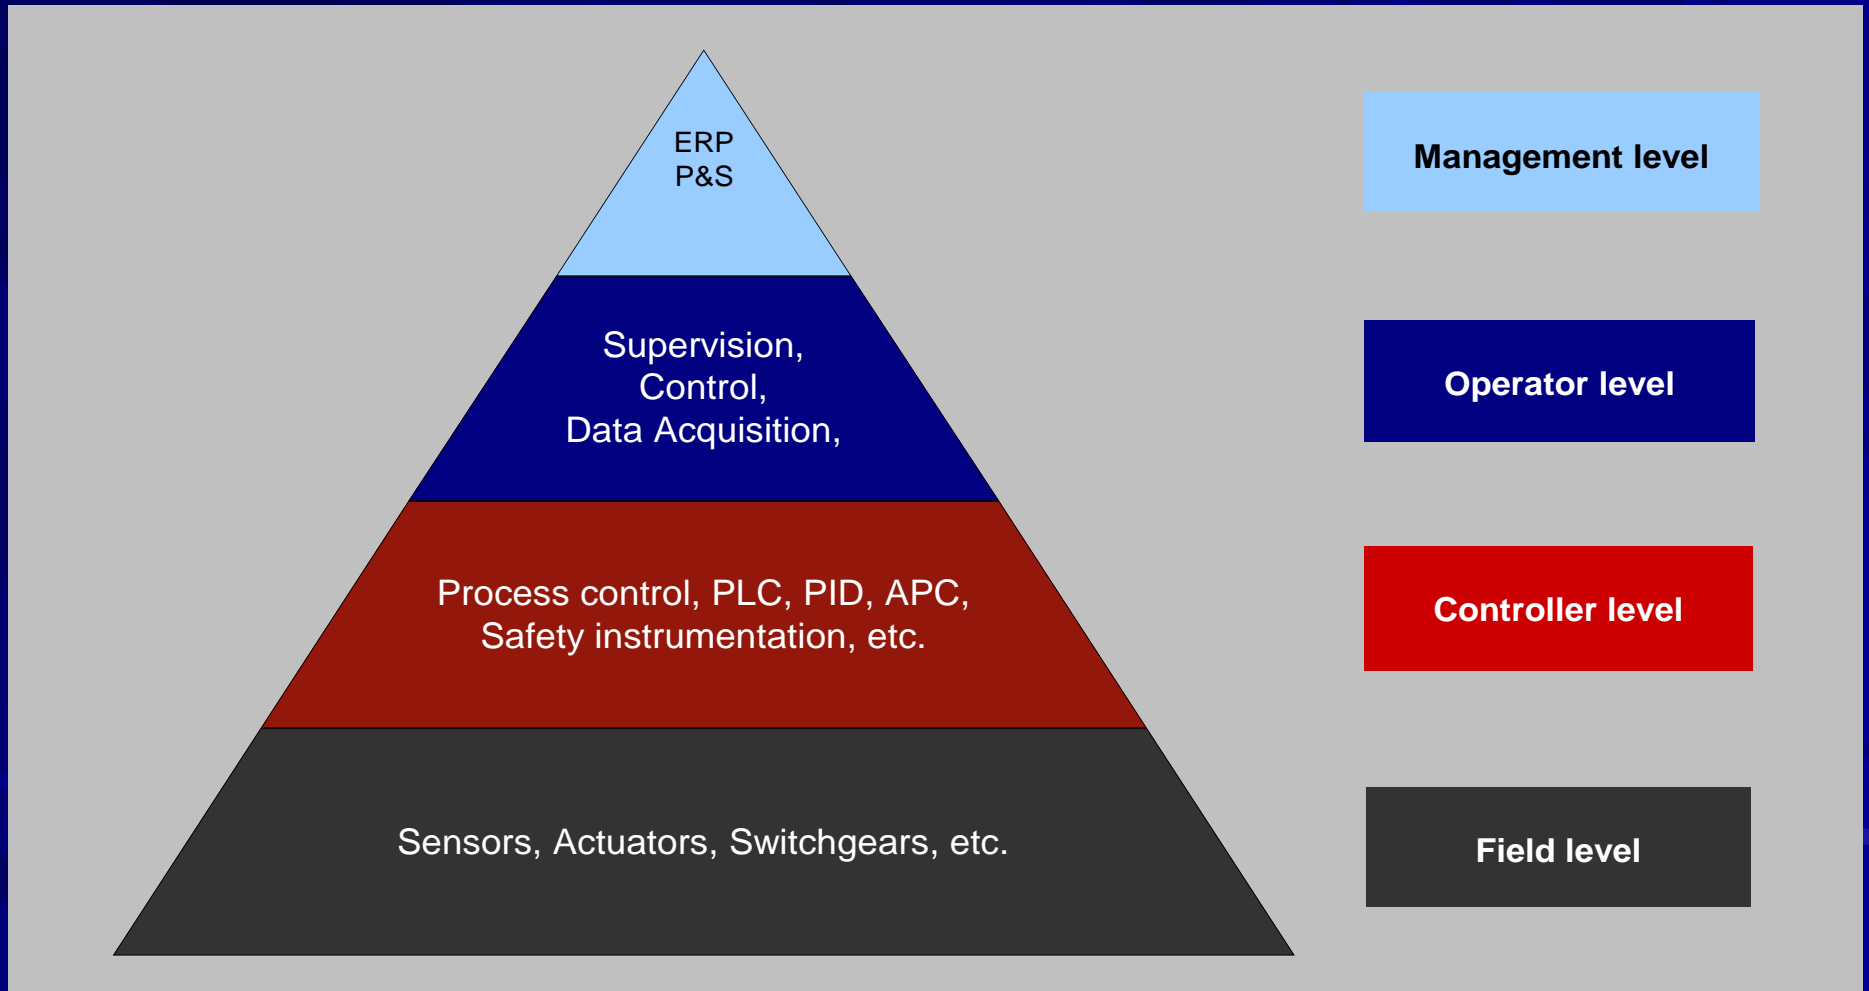 ERP
P&S
Management level
Supervision,
Control,
Data Acquisition,
Operator level
Process control, PLC, PID, APC,
Safety instrumentation, etc.
Controller level
Sensors, Actuators, Switchgears, etc.
Field level